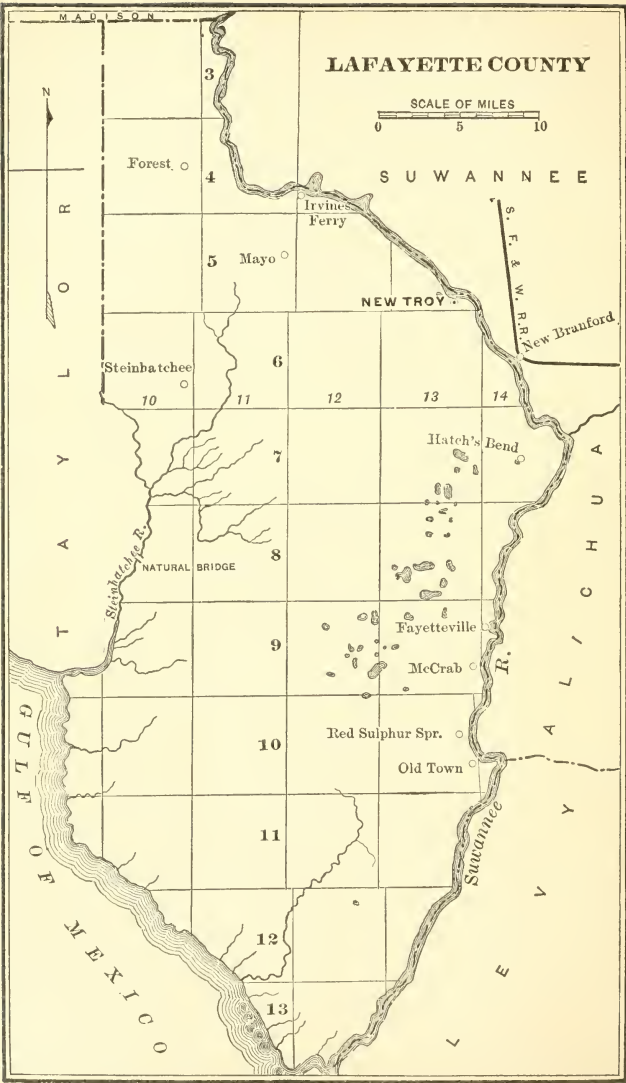 MADISON
LAFAYETTE COUNTY
SCALE OF MILES
0 5 10
N
3
Forest
4
SUWANNEE
Irvines
Ferry
S. F. & W. R.R.
5
Mayo
NEW TROY
New Branford
TAYLOR
6
Steinhatchee
10 11 12 13 14
Hatch's Bend
7
Steinhatchee R.
NATURAL BRIDGE
8
ALACHUA
Fayetteville
9
McCrab
R.
Red Sulphur Spr.
10
Old Town
GULF OF MEXICO
11
Suwannee
LEVY
12
13